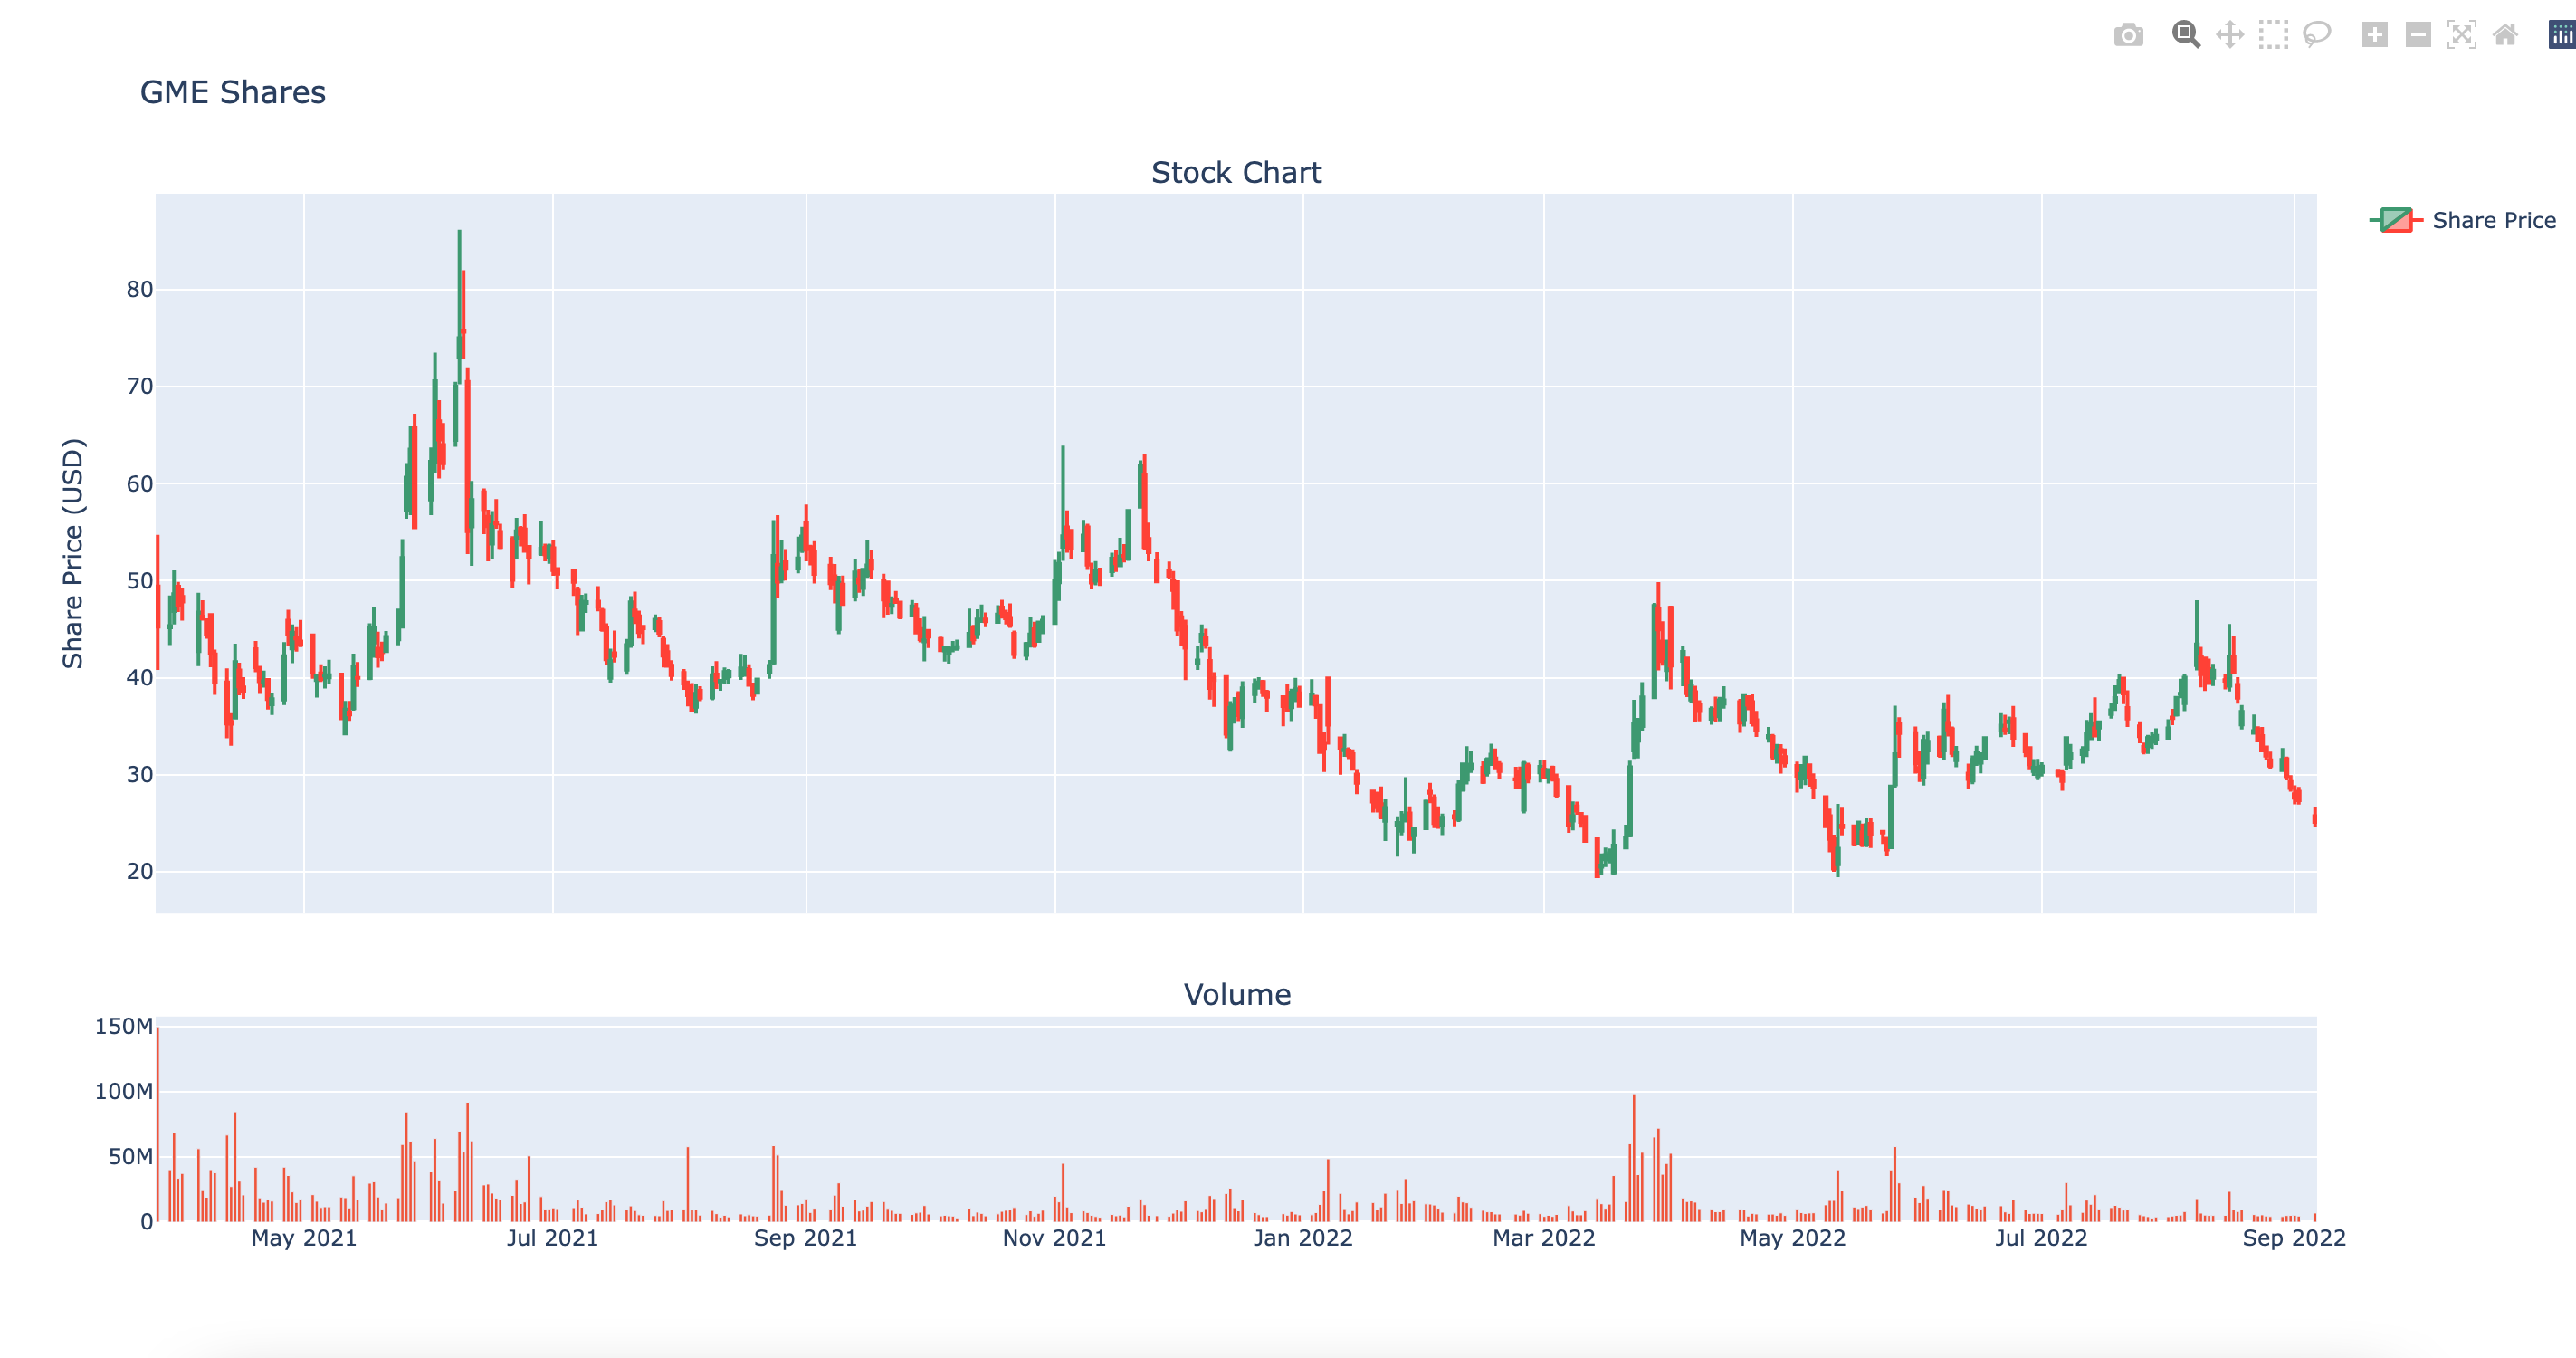 GME Shares
Stock Chart
Share Price
Share Price (USD)
80
70
60
50
40
30
20
Volume
150M
100M
50M
0
May 2021
Jul 2021
Sep 2021
Nov 2021
Jan 2022
Mar 2022
May 2022
Jul 2022
Sep 2022